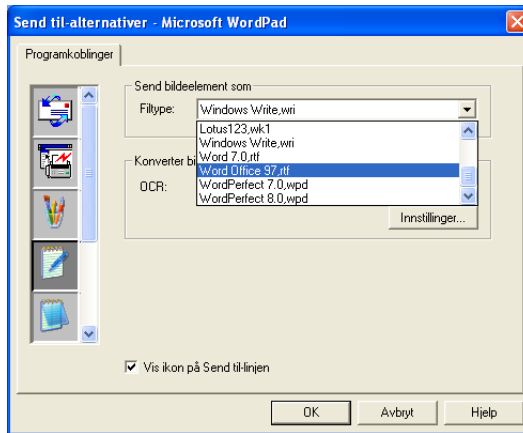 Send til-alternativer - Microsoft WordPad
Programkoblinger
Send bildeelement som
Filtype: Windows Write,wri
Lotus123,wk1
Windows Write,wri
Word 7.0,rtf
Word Office 97,rtf
WordPerfect 7.0,wpd
WordPerfect 8.0,wpd
Konverter bi
OCR:
Innstillinger...
Vis ikon på Send til-linjen
OK Avbryt Hjelp